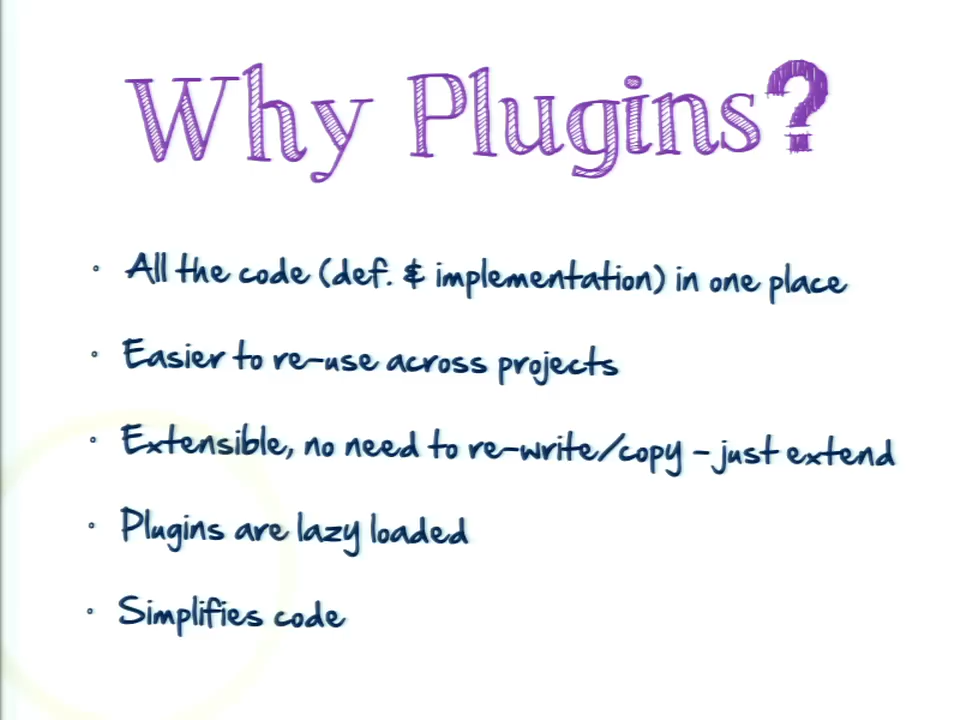 Why Plugins?
• All the code (def. & implementation) in one place
• Easier to re-use across projects
• Extensible, no need to re-write/copy - just extend
• Plugins are lazy loaded
• Simplifies code